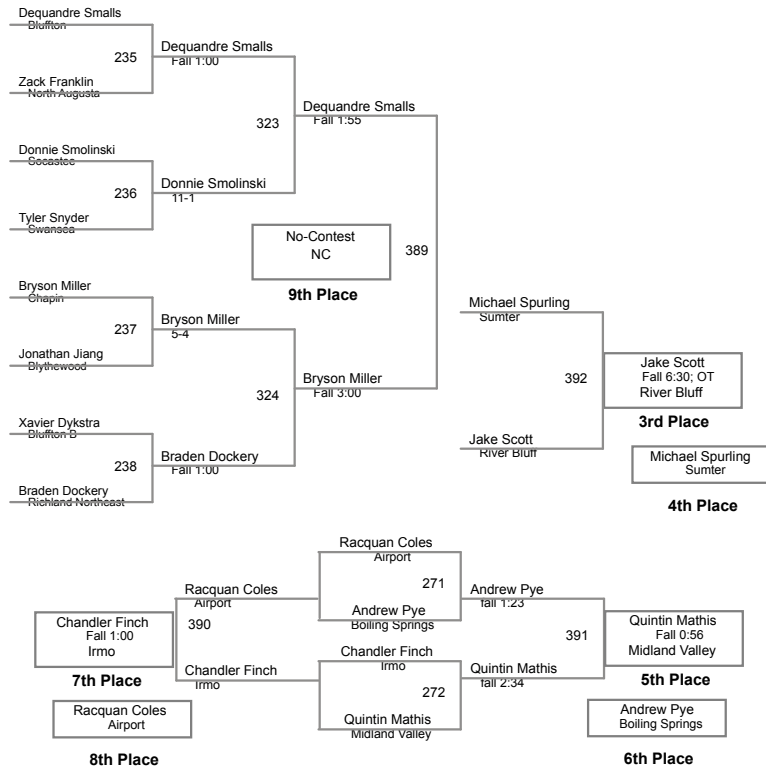 Dequandre Smalls
Bluffton
235
Zack Franklin
North Augusta
Dequandre Smalls
Fall 1:00
323
Donnie Smolinski
Socastee
236
Tyler Snyder
Swansea
Donnie Smolinski
11-1
Dequandre Smalls
Fall 1:55
No-Contest
NC
9th Place
389
Bryson Miller
Chapin
237
Jonathan Jiang
Blythewood
Bryson Miller
5-4
324
Xavier Dykstra
Bluffton B
238
Braden Dockery
Richland Northeast
Braden Dockery
Fall 1:00
Bryson Miller
Fall 3:00
Michael Spurling
Sumter
392
Jake Scott
River Bluff
Jake Scott
Fall 6:30; OT
River Bluff
3rd Place
Michael Spurling
Sumter
4th Place
Racquan Coles
Airport
271
Andrew Pye
Boiling Springs
Racquan Coles
Airport
390
Chandler Finch
Irmo
Chandler Finch
Fall 1:00
Irmo
7th Place
Racquan Coles
Airport
8th Place
Chandler Finch
Irmo
272
Quintin Mathis
Midland Valley
Andrew Pye
fall 1:23
391
Quintin Mathis
fall 2:34
Quintin Mathis
Fall 0:56
Midland Valley
5th Place
Andrew Pye
Boiling Springs
6th Place